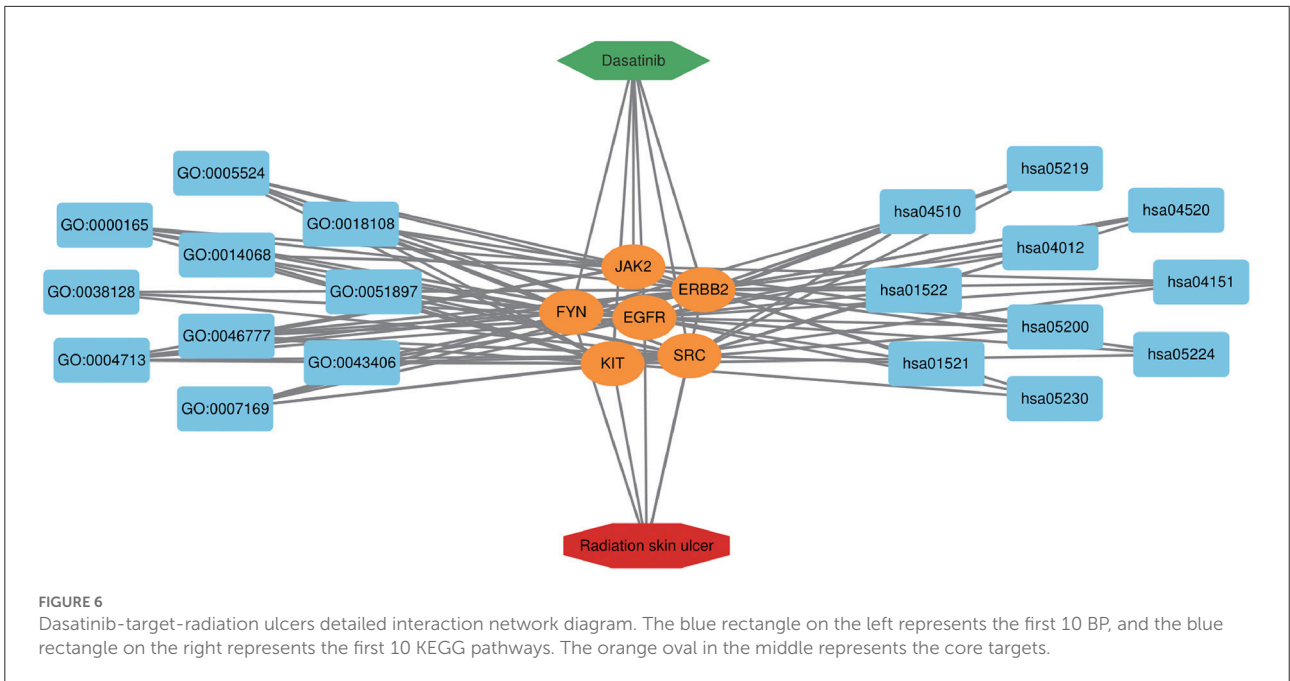 Dasatinib
GO:0005524
GO:0000165
GO:0018108
GO:0014068
GO:0038128
GO:0051897
GO:0046777
GO:0004713
GO:0043406
GO:0007169
JAK2
ERBB2
FYN
EGFR
KIT
SRC
hsa05219
hsa04510
hsa04520
hsa04012
hsa01522
hsa04151
hsa05200
hsa05224
hsa01521
hsa05230
Radiation skin ulcer
FIGURE 6
Dasatinib-target-radiation ulcers detailed interaction network diagram. The blue rectangle on the left represents the first 10 BP, and the blue
rectangle on the right represents the first 10 KEGG pathways. The orange oval in the middle represents the core targets.